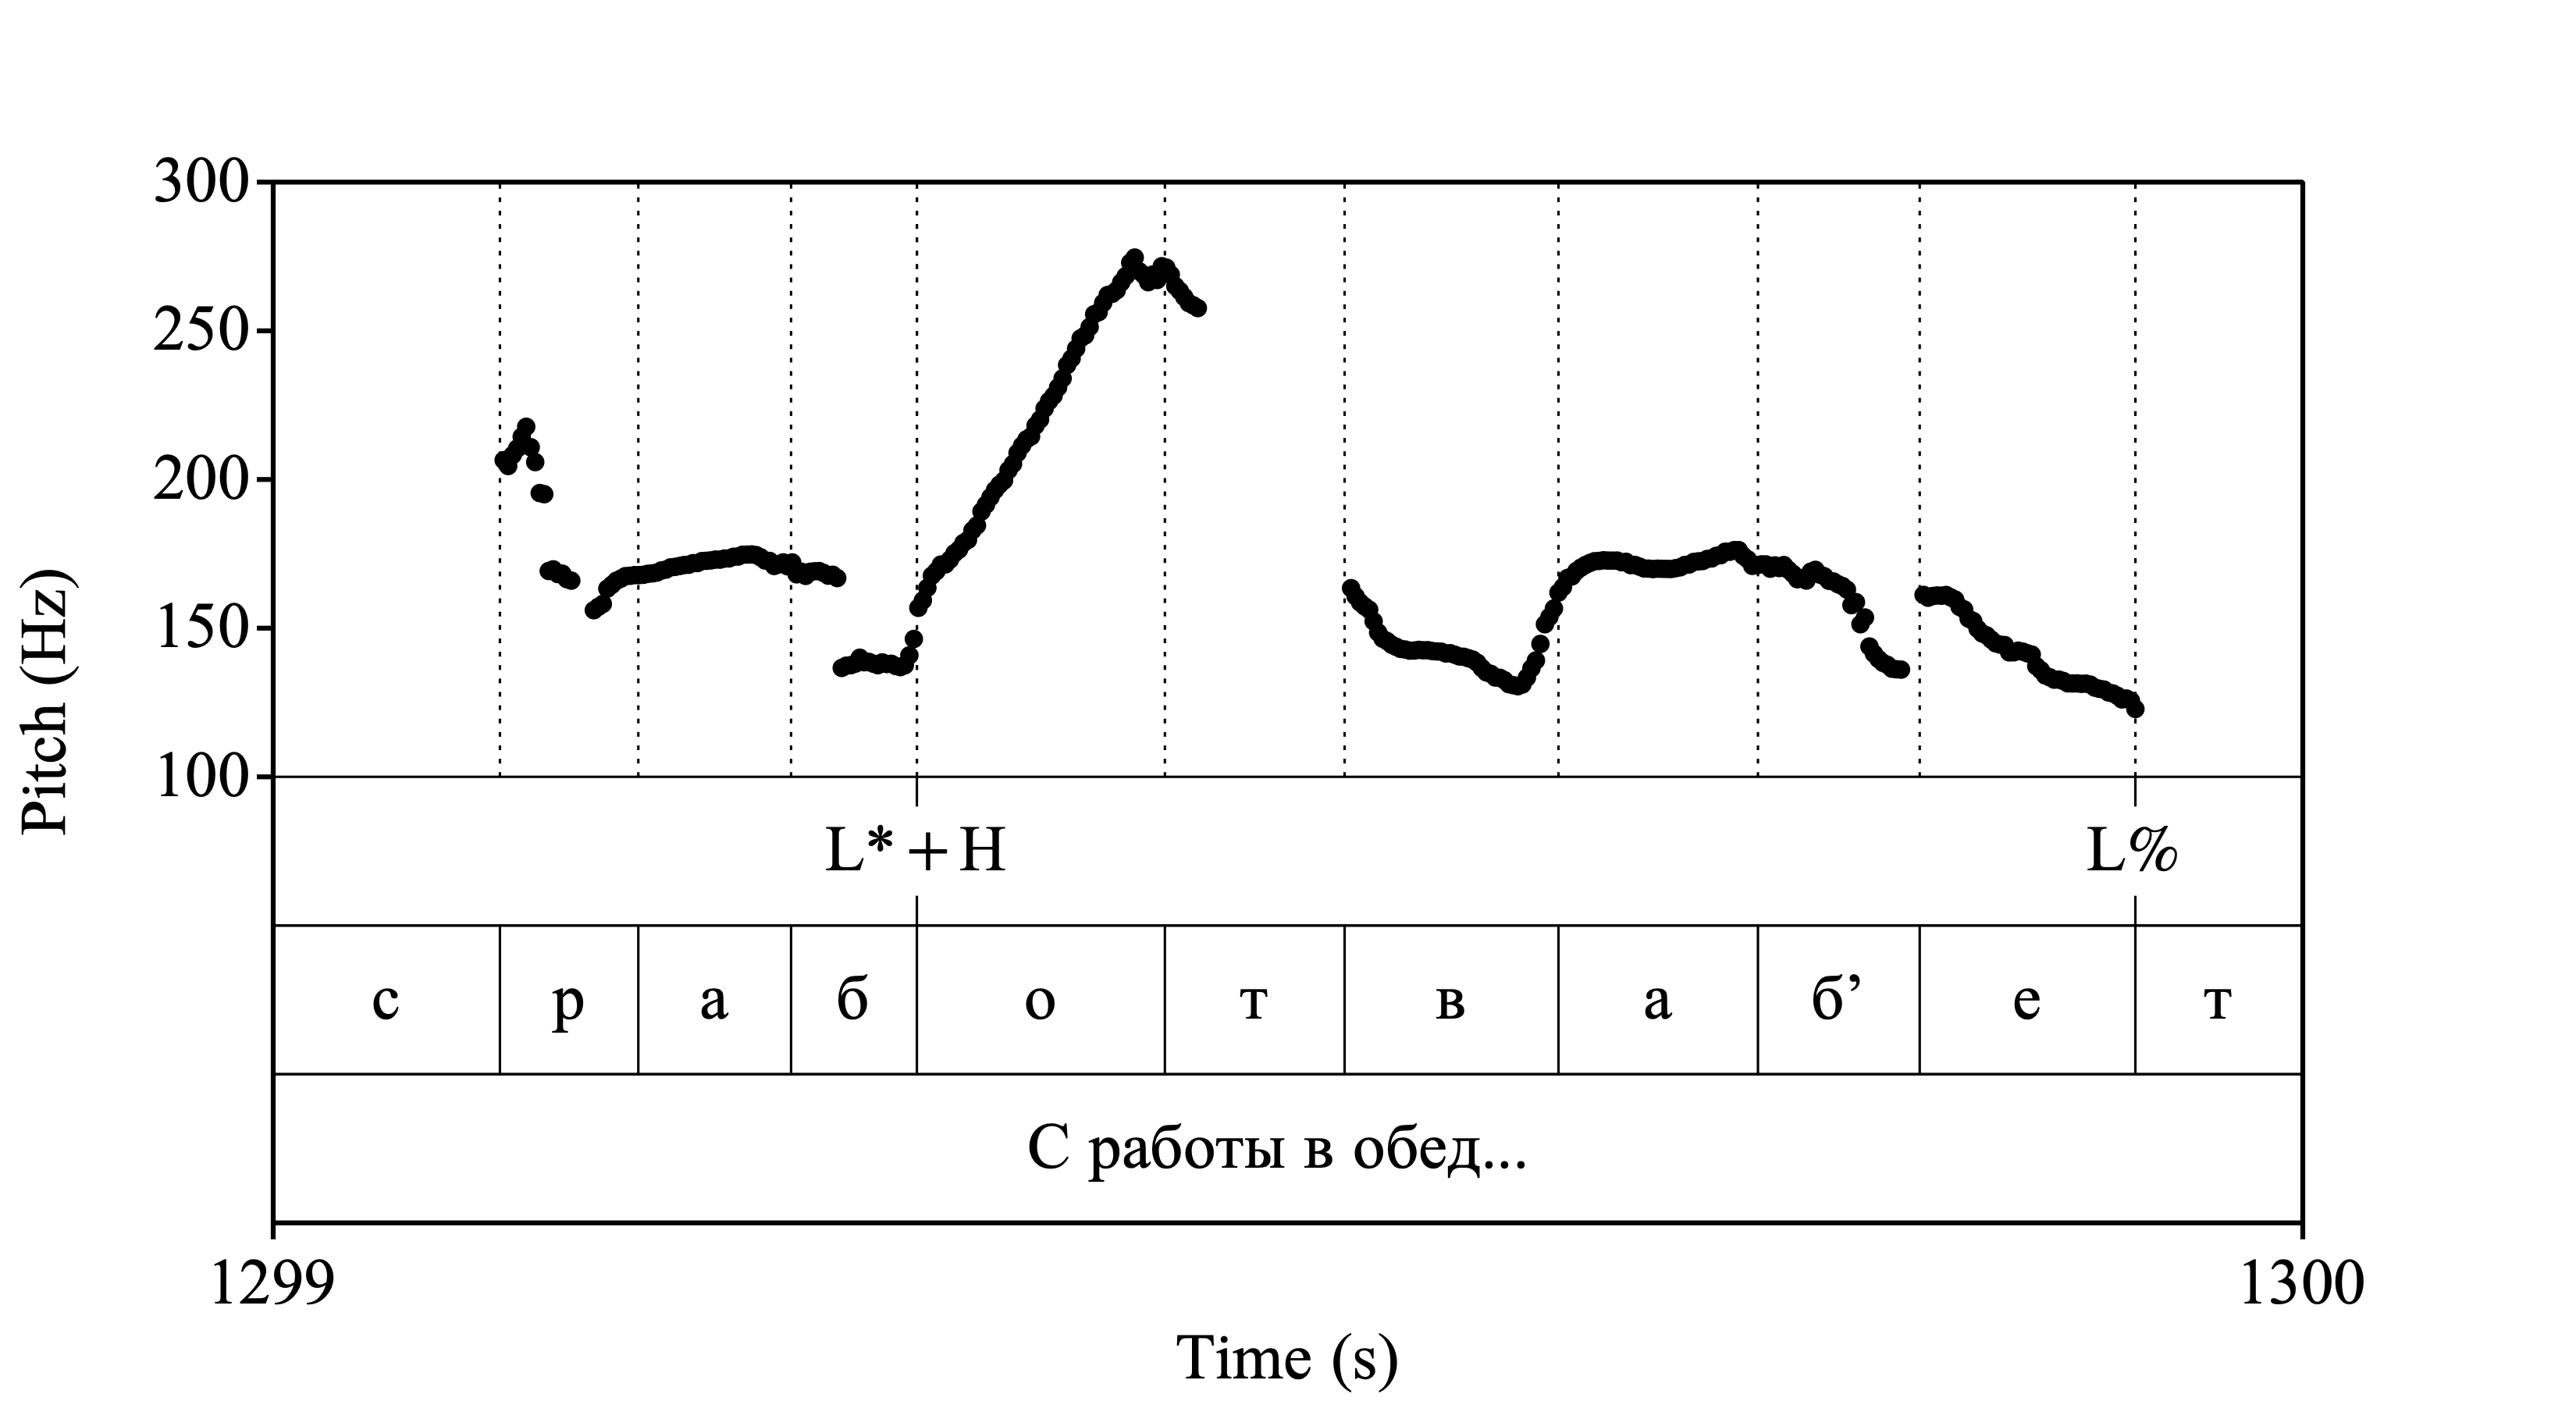 300
250
200
150
100
Pitch (Hz)
L*+H L%
с р а б о т в а б’ е т
С работы в обед...
1299 1300
Time (s)